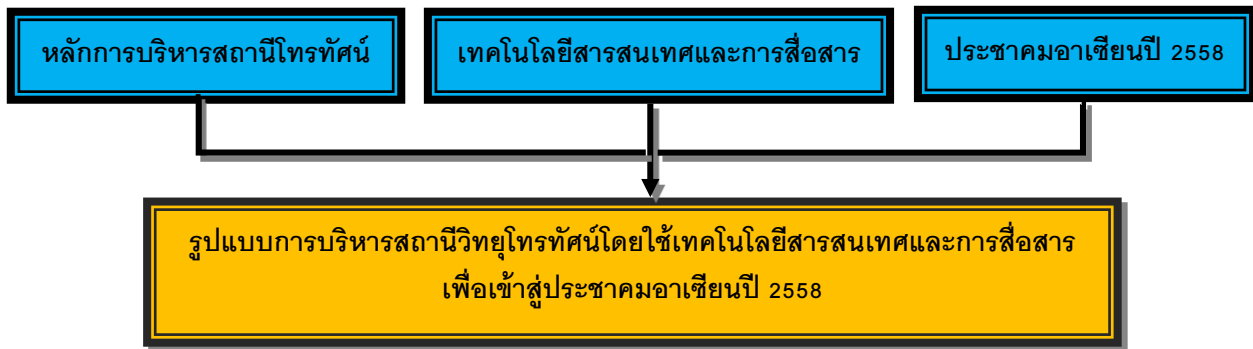 หลักการบริหารสถานีโทรทัศน์
เทคโนโลยีสารสนเทศและการสื่อสาร
ประชาคมอาเซียนปี 2558
รูปแบบการบริหารสถานีวิทยุโทรทัศน์โดยใช้เทคโนโลยีสารสนเทศและการสื่อสาร
เพื่อเข้าสู่ประชาคมอาเซียนปี 2558